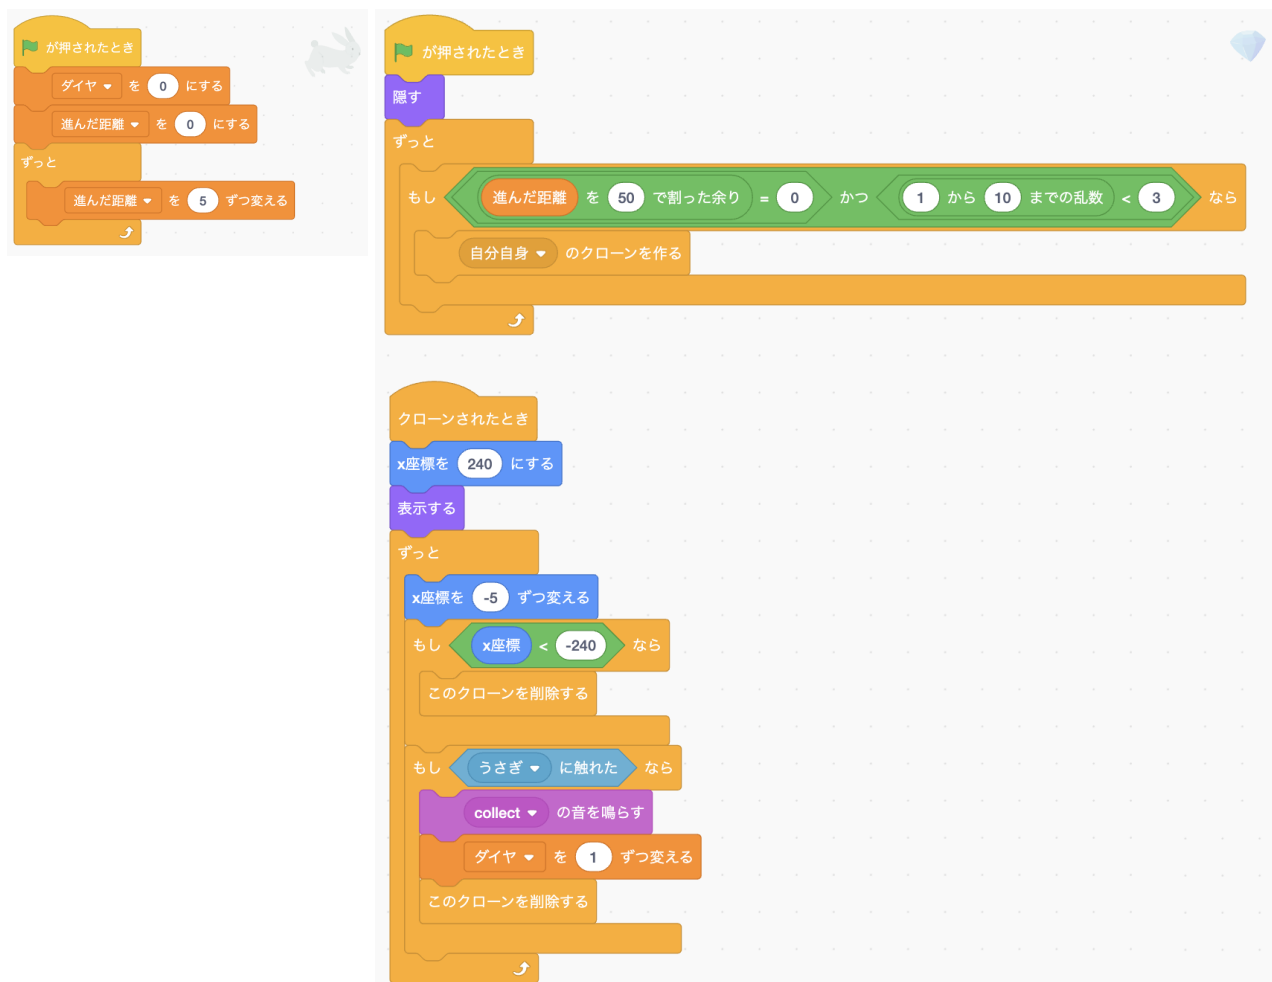 が押されたとき
ダイヤ を 0 にする
進んだ距離 を 0 にする
ずっと
進んだ距離 を 5 ずつ変える
が押されたとき
隠す
ずっと
もし 進んだ距離 を 50 で割った余り = 0 かつ 1 から 10 までの乱数 < 3 なら
自分自身 のクローンを作る
クローンされたとき
x座標を 240 にする
表示する
ずっと
x座標を -5 ずつ変える
もし x座標 < -240 なら
このクローンを削除する
もし うさぎ に触れた なら
collect の音を鳴らす
ダイヤ を 1 ずつ変える
このクローンを削除する